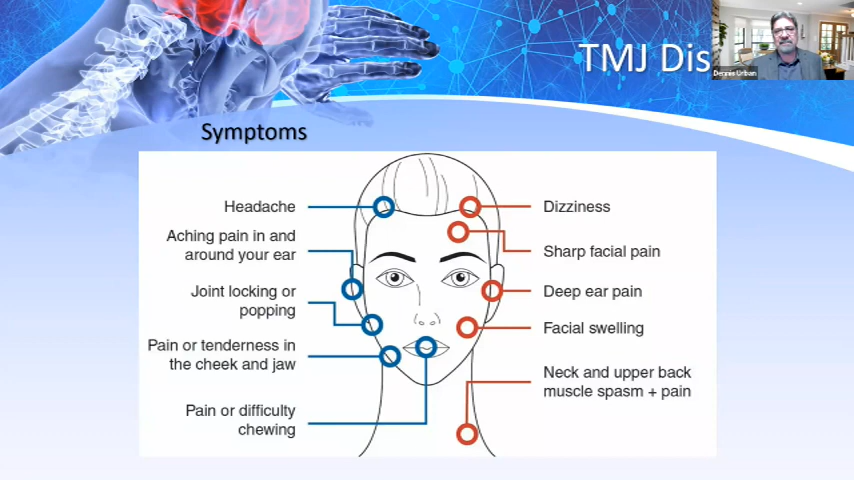 TMJ Dis
Dennis Urban
Symptoms
Headache
Aching pain in and
around your ear
Joint locking or
popping
Pain or tenderness in
the cheek and jaw
Pain or difficulty
chewing
Dizziness
Sharp facial pain
Deep ear pain
Facial swelling
Neck and upper back
muscle spasm + pain